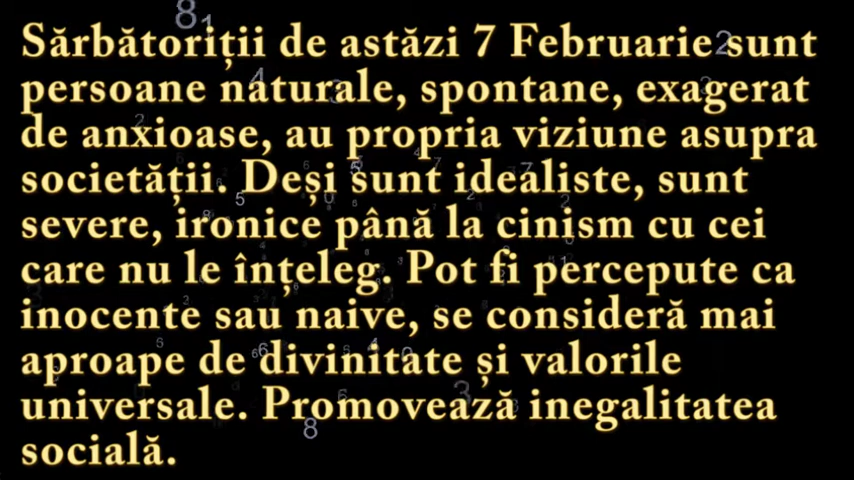 Sărbătoriții de astăzi 7 Februarie sunt
persoane naturale, spontane, exagerat
de anxioase, au propria viziune asupra
societății. Deși sunt idealiste, sunt
severe, ironice până la cinism cu cei
care nu le înțeleg. Pot fi percepute ca
inocente sau naive, se consideră mai
aproape de divinitate și valorile
universale. Promovează inegalitatea
socială.